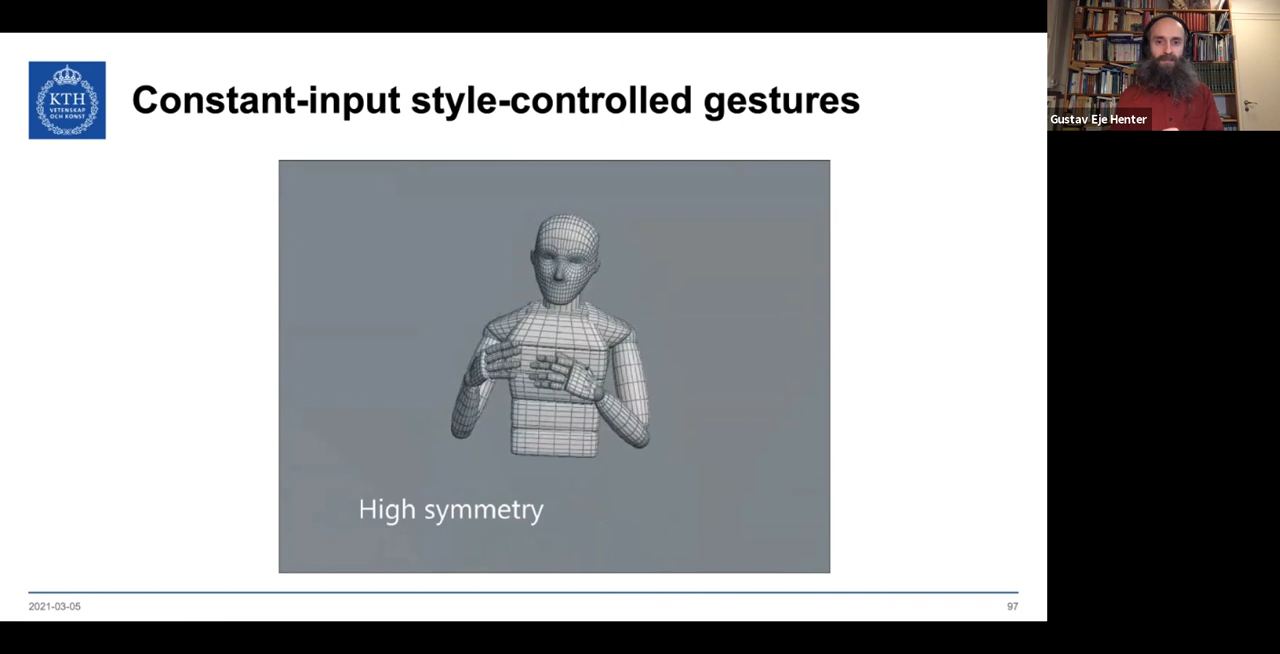 KTH
VETENSKAP
OCH KONST
Constant-input style-controlled gestures
Gustav Eje Henter
High symmetry
2021-03-05
97